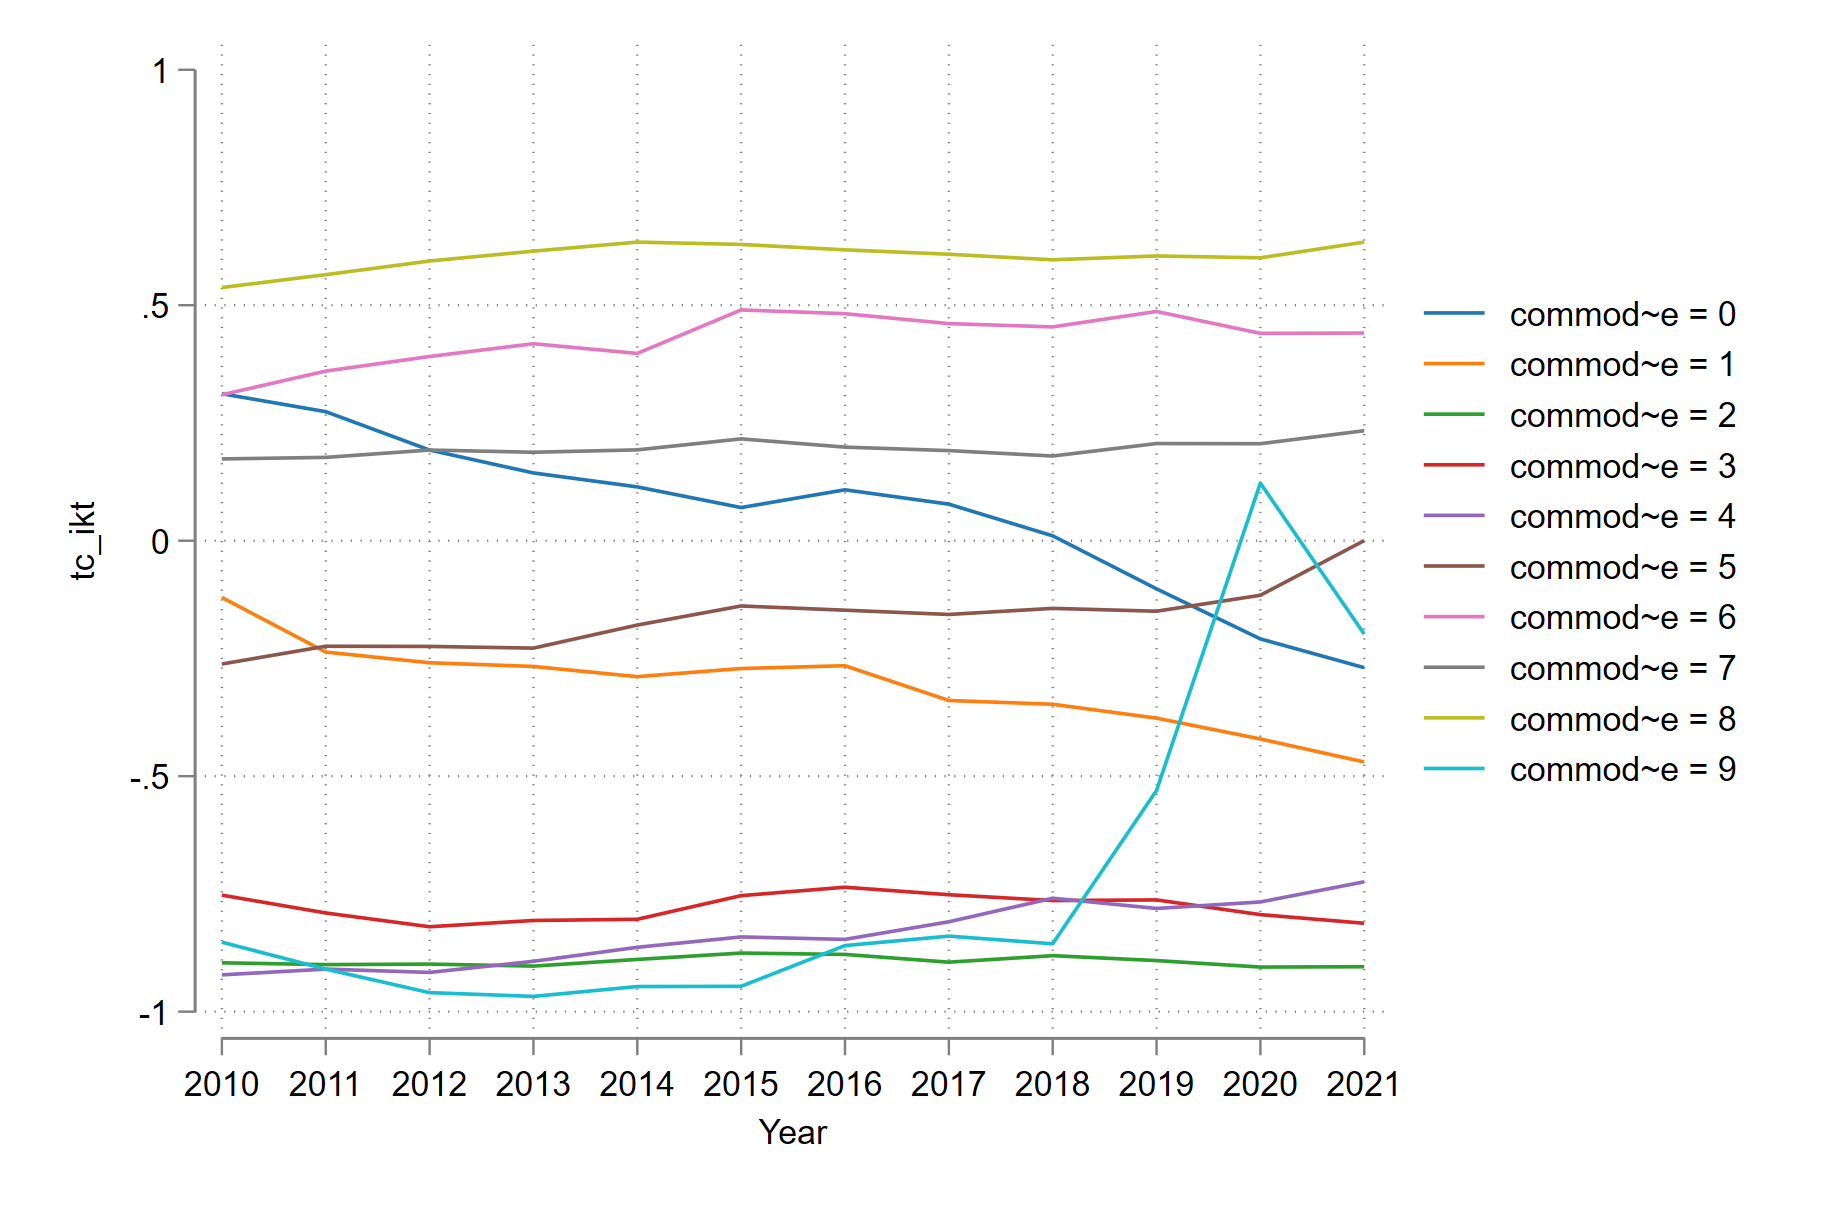 1
.5
0
-.5
-1
tc_ikt
2010 2011 2012 2013 2014 2015 2016 2017 2018 2019 2020 2021
Year
commod~e = 0
commod~e = 1
commod~e = 2
commod~e = 3
commod~e = 4
commod~e = 5
commod~e = 6
commod~e = 7
commod~e = 8
commod~e = 9